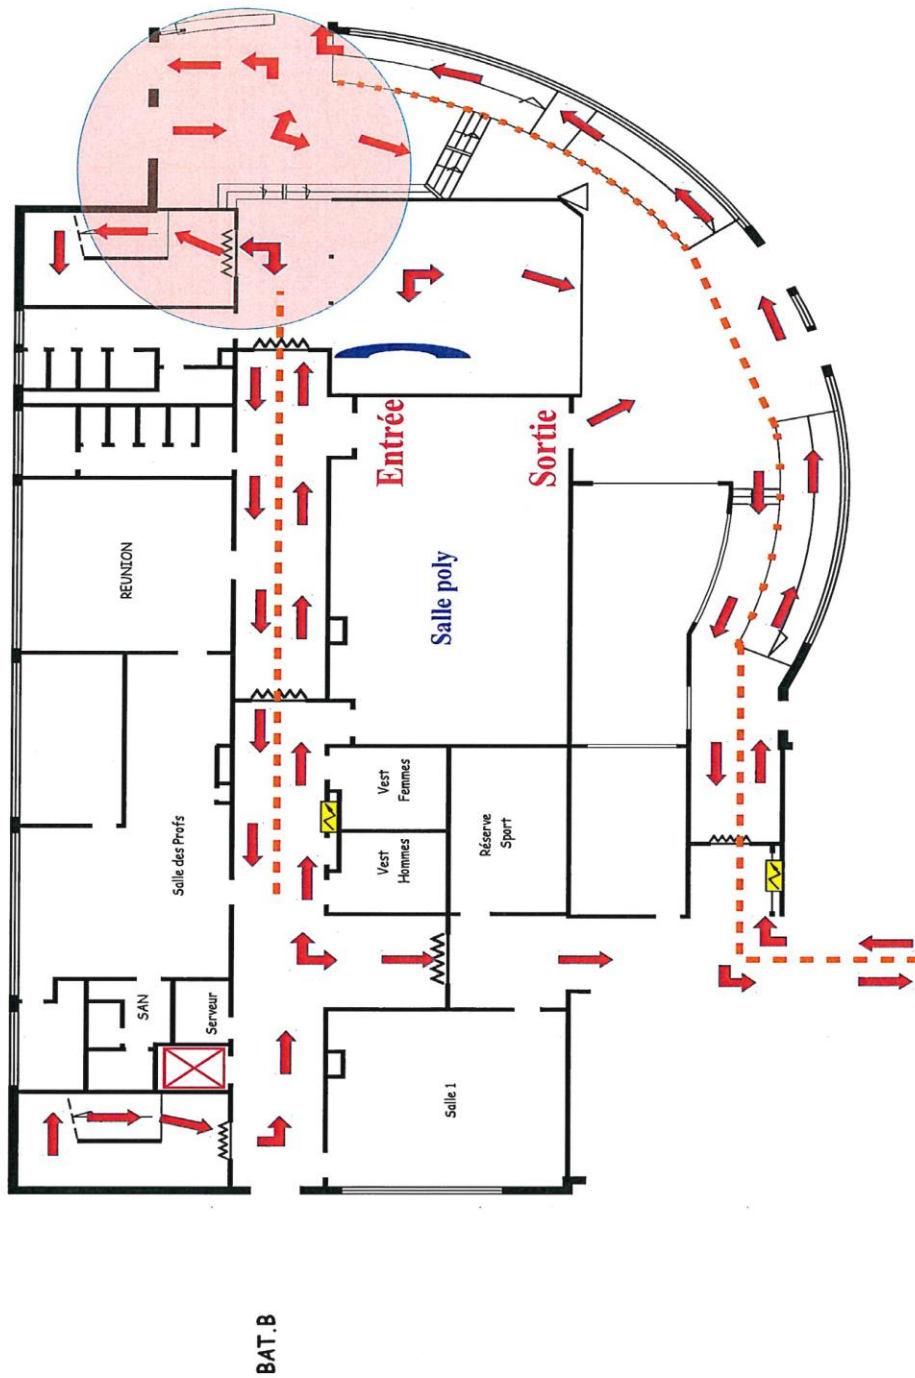 BAT.B
SAN
Serveur
Salle des Profs
REUNION
Salle 1
Vest
Hommes
Vest
Femmes
Réserve
Sport
Salle poly
Entrée
Sortie